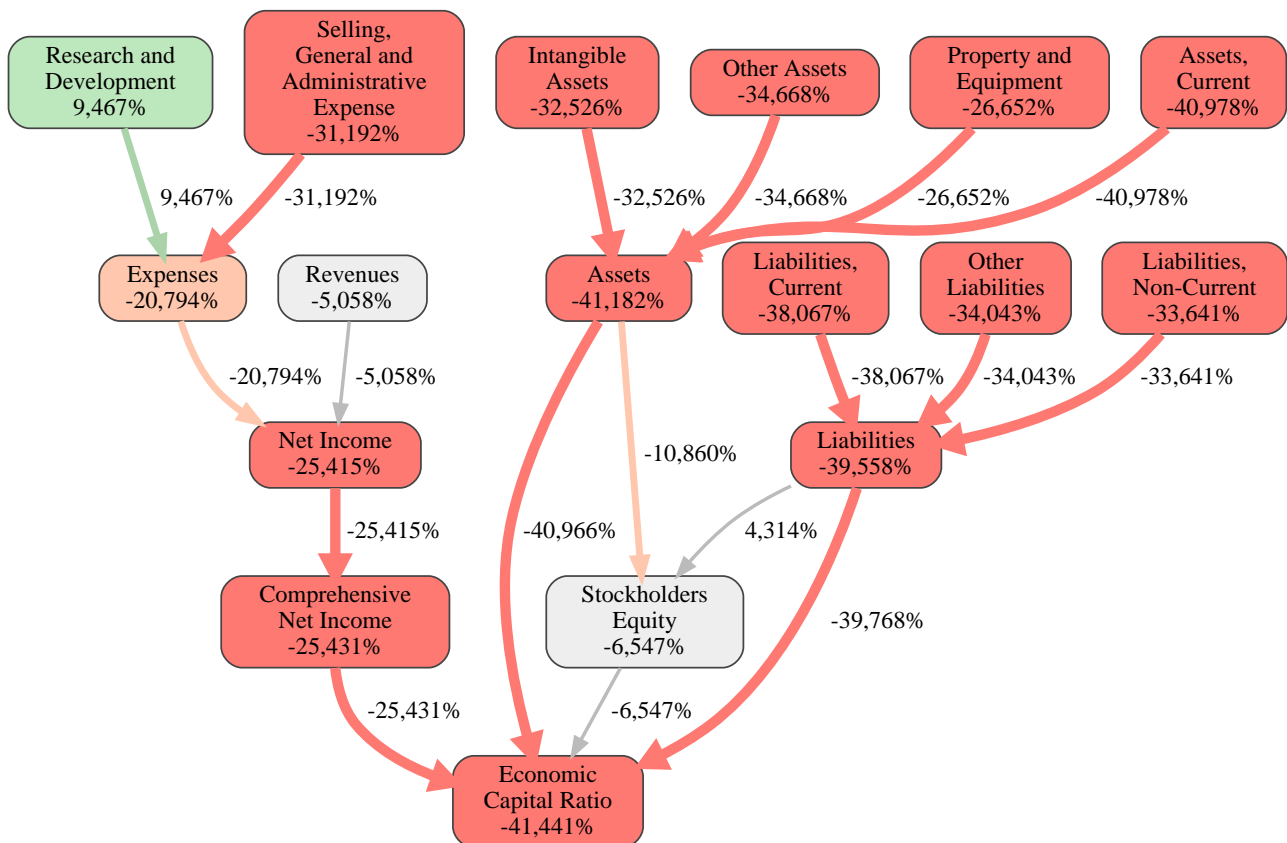 Research and
Development
9,467%
Selling,
General and
Administrative
Expense
-31,192%
Intangible
Assets
-32,526%
Other Assets
-34,668%
Property and
Equipment
-26,652%
Assets,
Current
-40,978%
9,467%
-31,192%
-32,526%
-34,668%
-26,652%
-40,978%
Expenses
-20,794%
Revenues
-5,058%
Assets
-41,182%
Liabilities,
Current
-38,067%
Other
Liabilities
-34,043%
Liabilities,
Non-Current
-33,641%
-20,794%
-5,058%
-38,067%
-34,043%
-33,641%
Net Income
-25,415%
-10,860%
Liabilities
-39,558%
-25,415%
-40,966%
4,314%
Comprehensive
Net Income
-25,431%
Stockholders
Equity
-6,547%
-39,768%
-25,431%
-6,547%
Economic
Capital Ratio
-41,441%